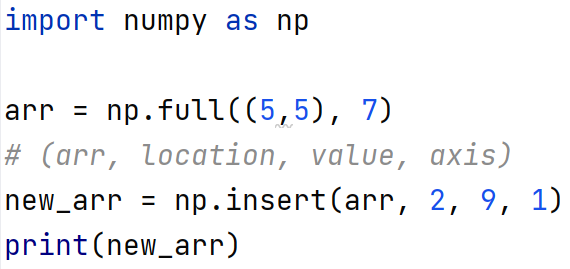 import numpy as np
arr = np.full((5,5), 7)
# (arr, location, value, axis)
new_arr = np.insert(arr, 2, 9, 1)
print(new_arr)